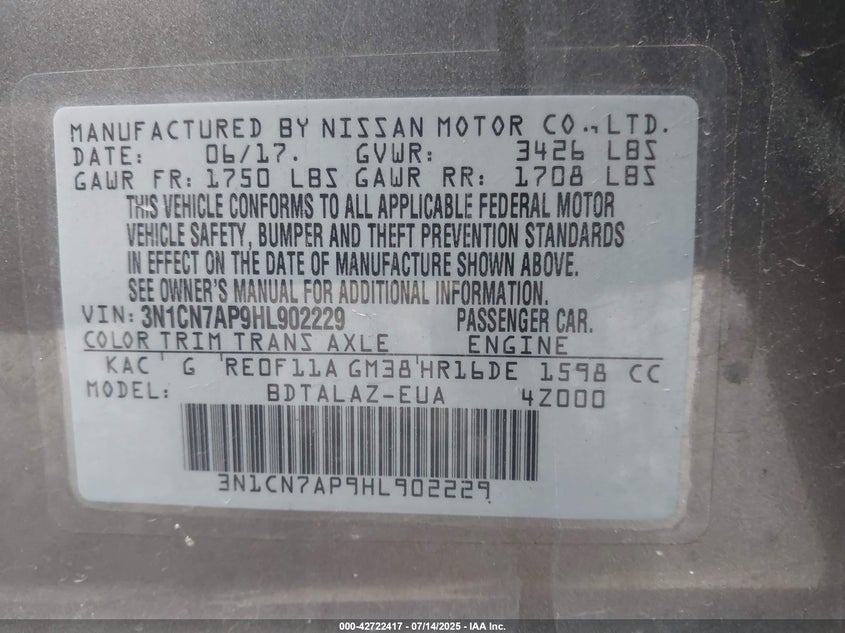 MANUFACTURED BY NISSAN MOTOR CO., LTD.
DATE: 06/17. GVWR: 3426 LBS
GAWR FR: 1750 LBS GAWR RR: 1708 LBS
THIS VEHICLE CONFORMS TO ALL APPLICABLE FEDERAL MOTOR
VEHICLE SAFETY, BUMPER AND THEFT PREVENTION STANDARDS
IN EFFECT ON THE DATE OF MANUFACTURE SHOWN ABOVE.
SEE OWNER'S MANUAL FOR ADDITIONAL INFORMATION.
VIN: 3N1CN7AP9HL902229 PASSENGER CAR.
COLOR TRIM TRANS AXLE ENGINE
KAC G RE0F11A GM38 HR16DE 1598 CC
MODEL: BDTALAZ-EUA 4Z000
3N1CN7AP9HL902229
000-42722417 - 07/14/2025 - IAA Inc.